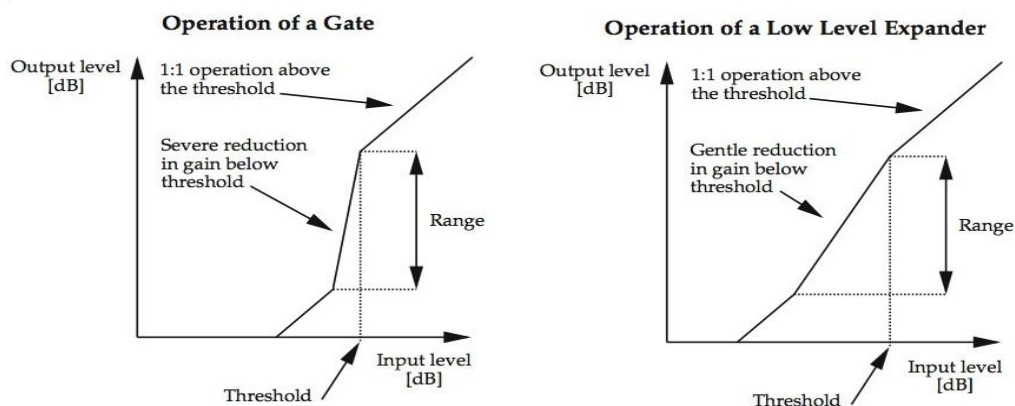 Operation of a Gate
Output level
[dB]
1:1 operation above
the threshold
Severe reduction
in gain below
threshold
Range
Input level
[dB]
Threshold
Operation of a Low Level Expander
Output level
[dB]
1:1 operation above
the threshold
Gentle reduction
in gain below
threshold
Range
Input level
[dB]
Threshold